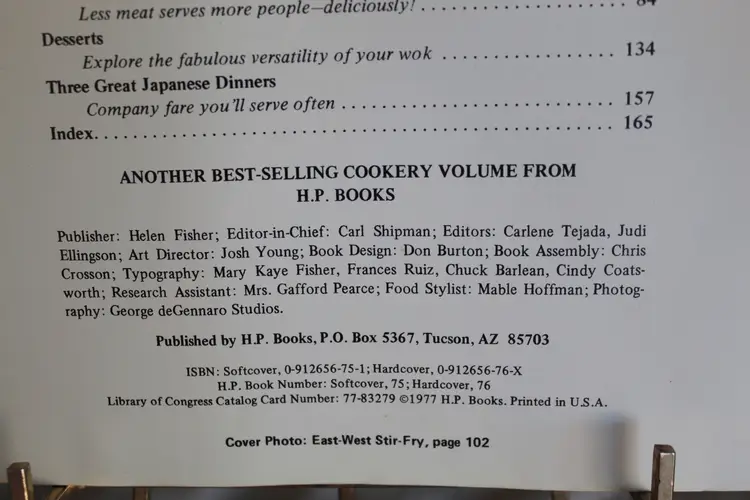 Less meat serves more people—deliciously! . . . . . . . . . . . . . . . . . . . . . 84
Desserts
Explore the fabulous versatility of your wok . . . . . . . . . . . . . . . . . . 134
Three Great Japanese Dinners
Company fare you'll serve often . . . . . . . . . . . . . . . . . . . . . . . . . . . . 157
Index. . . . . . . . . . . . . . . . . . . . . . . . . . . . . . . . . . . . . . . . . . . . . . . . . . . . . 165
ANOTHER BEST-SELLING COOKERY VOLUME FROM
H.P. BOOKS
Publisher: Helen Fisher; Editor-in-Chief: Carl Shipman; Editors: Carlene Tejada, Judi
Ellingson; Art Director: Josh Young; Book Design: Don Burton; Book Assembly: Chris
Crosson; Typography: Mary Kaye Fisher, Frances Ruiz, Chuck Barlean, Cindy Coats-
worth; Research Assistant: Mrs. Gafford Pearce; Food Stylist: Mable Hoffman; Photog-
raphy: George deGennaro Studios.
Published by H.P. Books, P.O. Box 5367, Tucson, AZ 85703
ISBN: Softcover, 0-912656-75-1; Hardcover, 0-912656-76-X
H.P. Book Number: Softcover, 75; Hardcover, 76
Library of Congress Catalog Card Number: 77-83279 ©1977 H.P. Books. Printed in U.S.A.
Cover Photo: East-West Stir-Fry, page 102